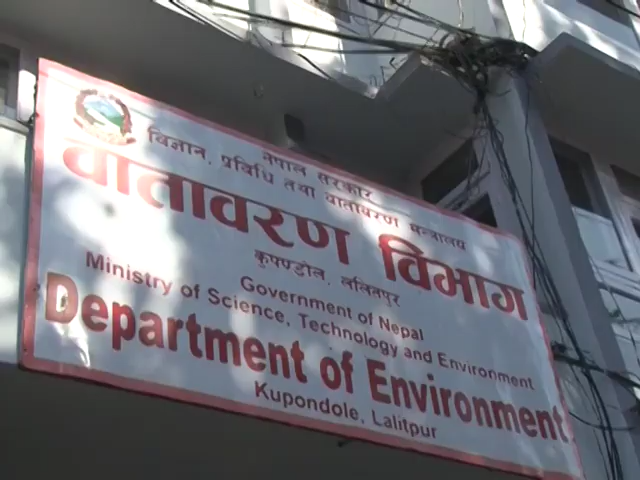 नेपाल सरकार
विज्ञान, प्रविधि तथा वातावरण मन्त्रालय
वातावरण विभाग
कुपण्डोल, ललितपुर
Government of Nepal
Ministry of Science, Technology and Environment
Department of Environment
Kupondole, Lalitpur